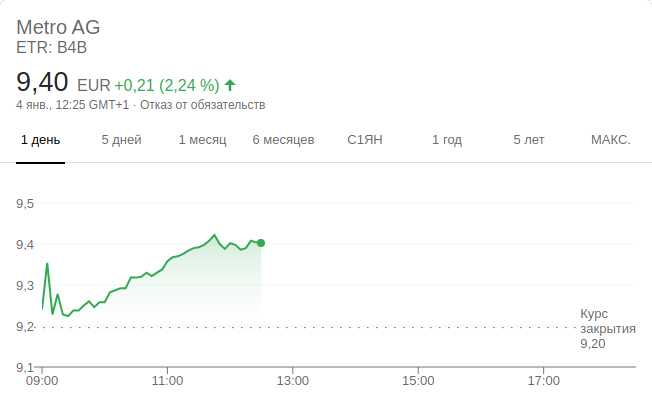 Metro AG
ETR: B4B
9,40 EUR +0,21 (2,24 %)
4 янв., 12:25 GMT+1 · Отказ от обязательств
1 день 5 дней 1 месяц 6 месяцев С1ЯН 1 год 5 лет МАКС.
9,5
9,4
9,3
Курс
9,2 закрытия
9,20
9,1
09:00 11:00 13:00 15:00 17:00